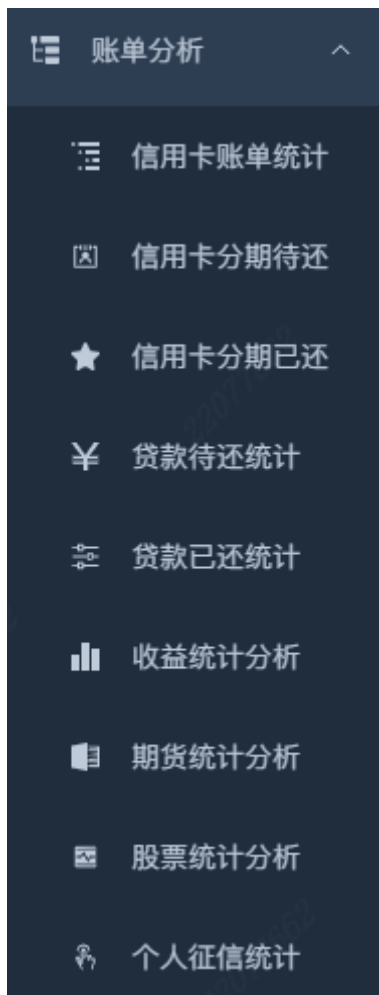 账单分析
信用卡账单统计
信用卡分期待还
信用卡分期已还
贷款待还统计
贷款已还统计
收益统计分析
期货统计分析
股票统计分析
个人征信统计